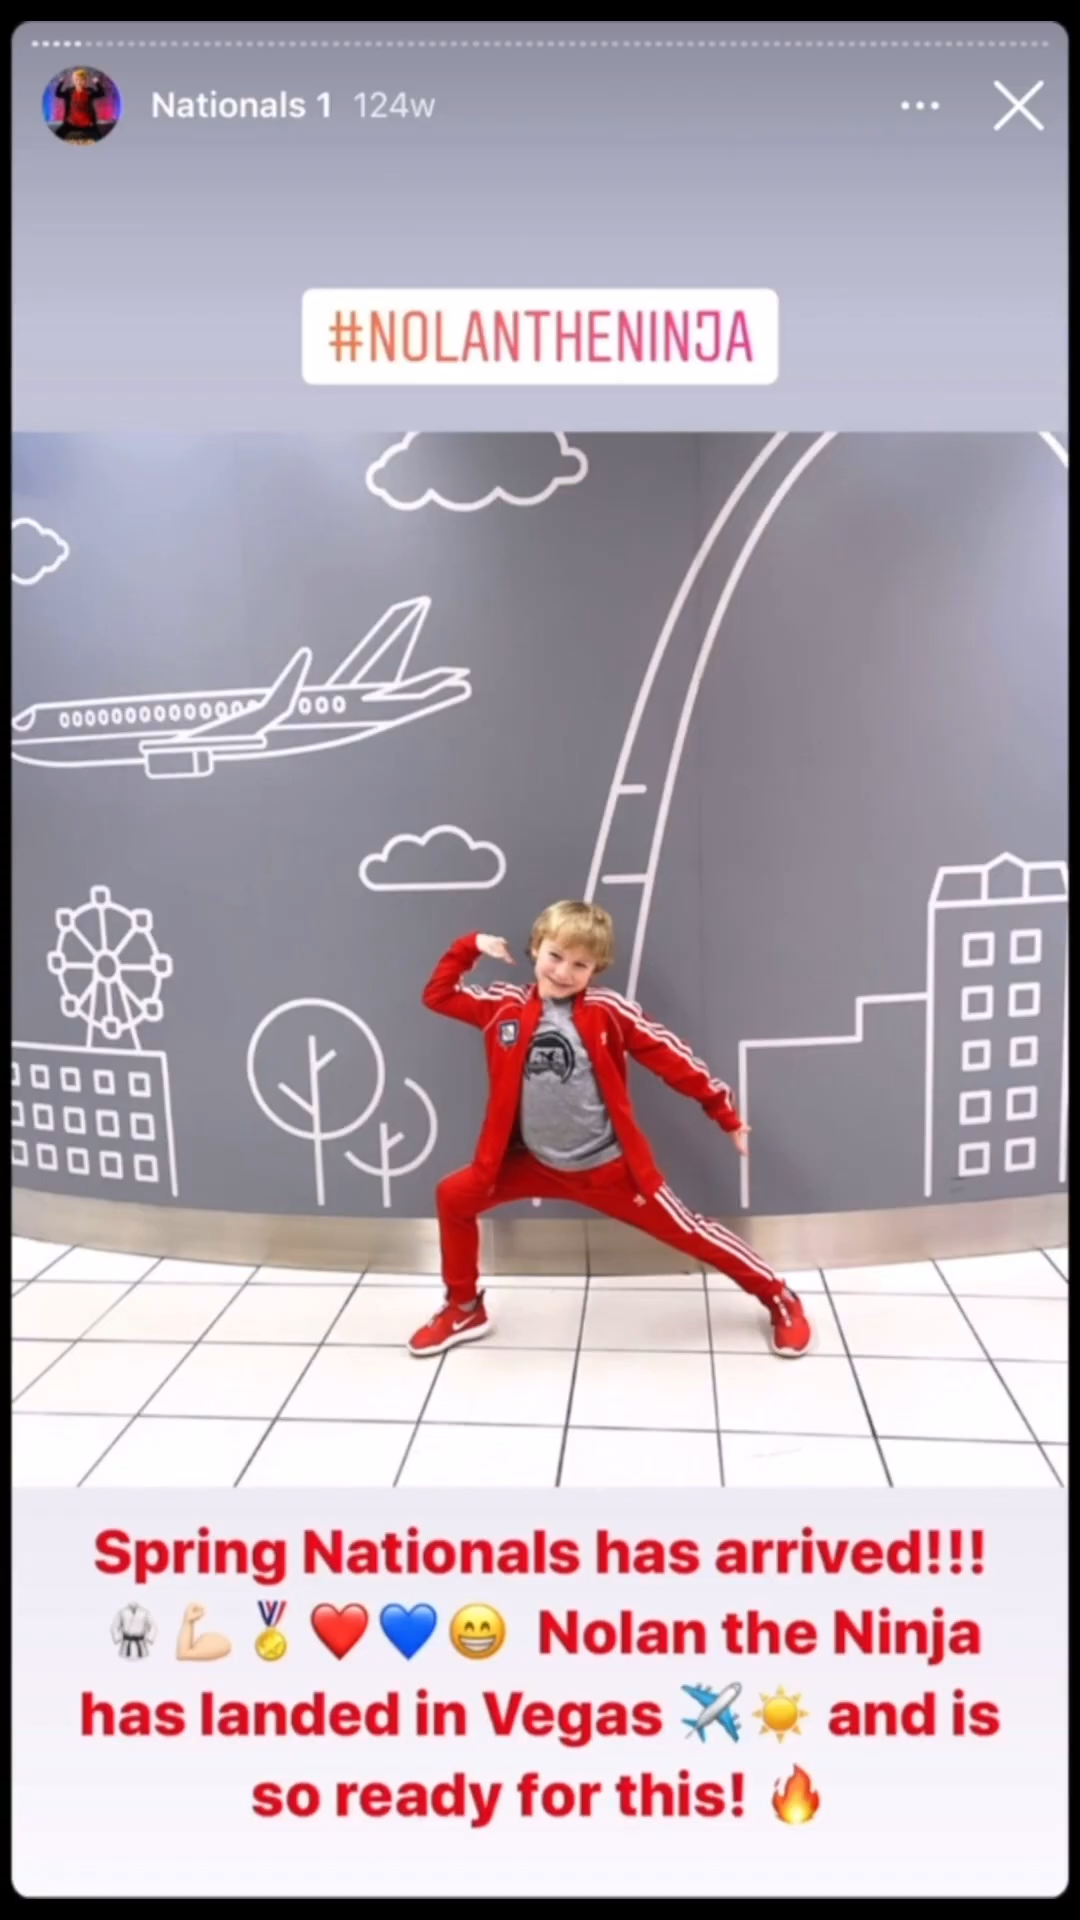 Nationals 1 124w
#NOLANTHENINJA
Spring Nationals has arrived!!!
🥋💪🏼🏅❤️💙😁 Nolan the Ninja
has landed in Vegas ✈️☀️ and is
so ready for this! 🔥